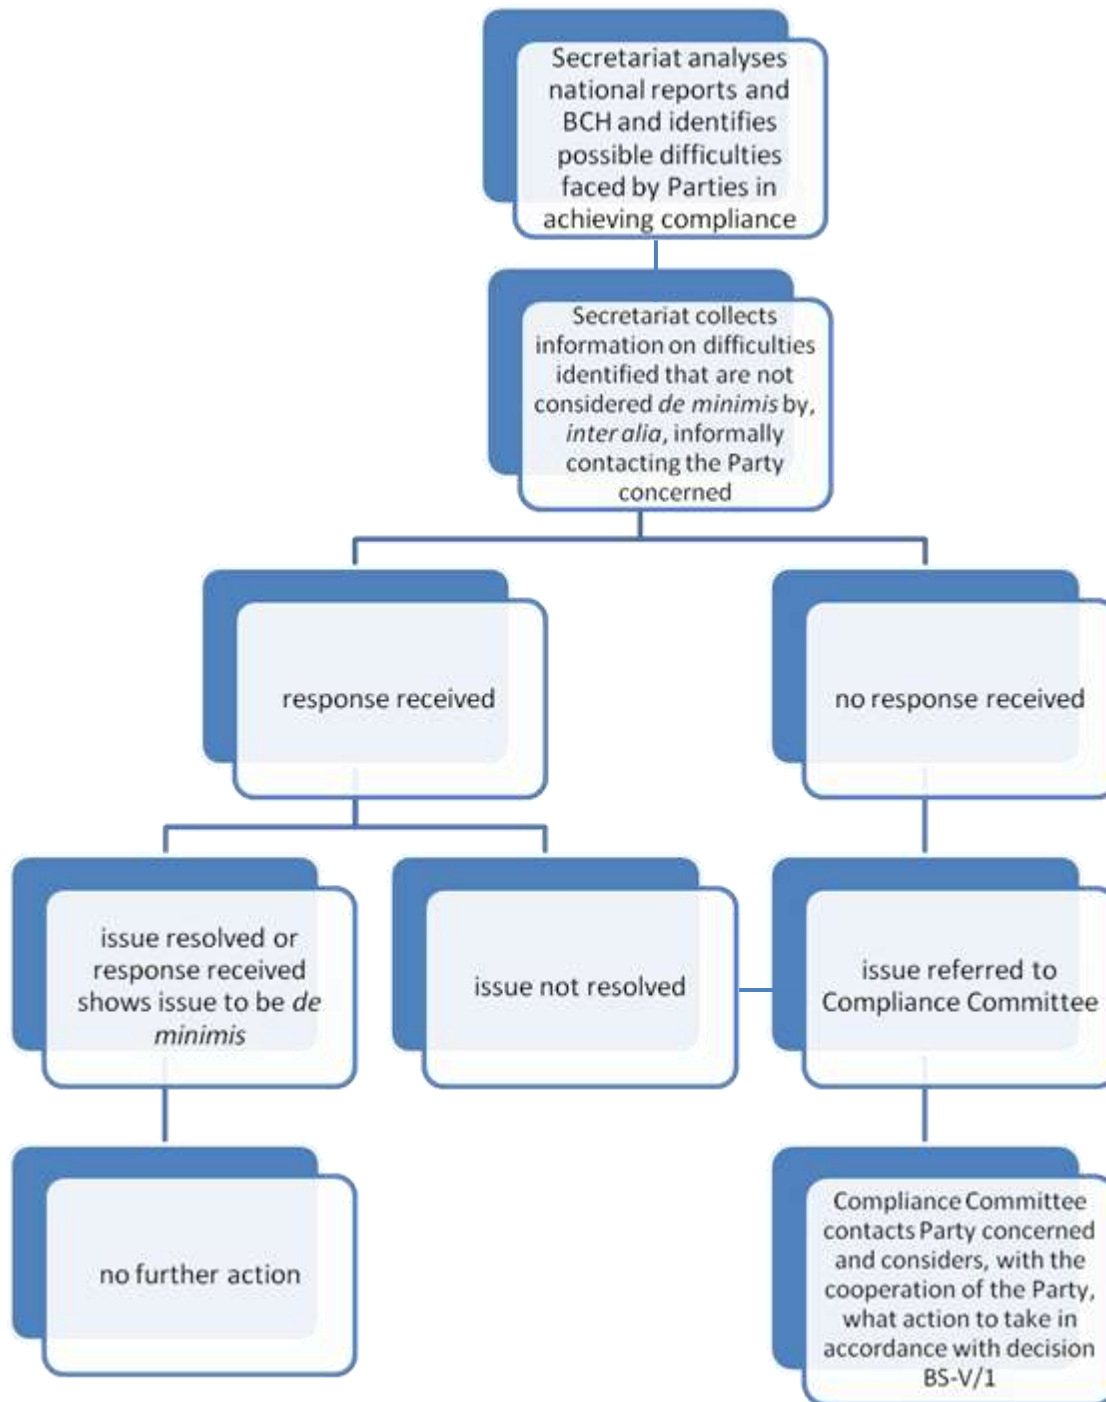 Secretariat analyses
national reports and
BCH and identifies
possible difficulties
faced by Parties in
achieving compliance
Secretariat collects
information on difficulties
identified that are not
considered de minimis by,
inter alia, informally
contacting the Party
concerned
response received
no response received
issue resolved or
response received
shows issue to be de
minimis
issue not resolved
issue referred to
Compliance Committee
no further action
Compliance Committee
contacts Party concerned
and considers, with the
cooperation of the Party,
what action to take in
accordance with decision
BS-V/1